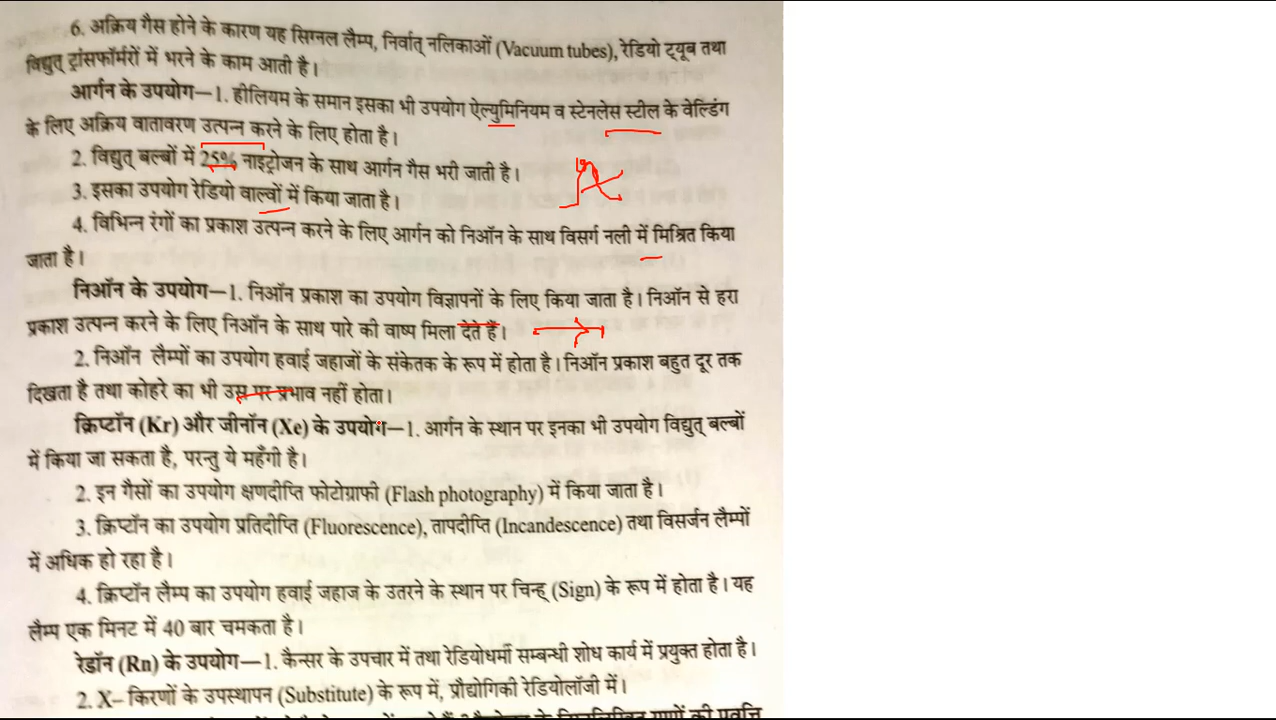 6. अक्रिय गैस होने के कारण यह सिग्नल लैम्प, निर्वात् नलिकाओं (Vacuum tubes), रेडियो ट्यूब तथा
विद्युत् ट्रांसफॉर्मरों में भरने के काम आती है।
आर्गन के उपयोग—1. हीलियम के समान इसका भी उपयोग ऐल्युमिनियम व स्टेनलेस स्टील के वेल्डिंग
के लिए अक्रिय वातावरण उत्पन्न करने के लिए होता है।
2. विद्युत् बल्बों में 25% नाइट्रोजन के साथ आर्गन गैस भरी जाती है।
3. इसका उपयोग रेडियो वाल्वों में किया जाता है।
4. विभिन्न रंगों का प्रकाश उत्पन्न करने के लिए आर्गन को निऑन के साथ विसर्ग नली में मिश्रित किया
जाता है।
निऑन के उपयोग—1. निऑन प्रकाश का उपयोग विज्ञापनों के लिए किया जाता है। निऑन से हरा
प्रकाश उत्पन्न करने के लिए निऑन के साथ पारे की वाष्प मिला देते हैं।
2. निऑन लैम्पों का उपयोग हवाई जहाजों के संकेतक के रूप में होता है। निऑन प्रकाश बहुत दूर तक
दिखता है तथा कोहरे का भी उस पर प्रभाव नहीं होता।
क्रिप्टॉन (Kr) और जीनॉन (Xe) के उपयोग—1. आर्गन के स्थान पर इनका भी उपयोग विद्युत् बल्बों
में किया जा सकता है, परन्तु ये महँगी है।
2. इन गैसों का उपयोग क्षणदीप्ति फोटोग्राफी (Flash photography) में किया जाता है।
3. क्रिप्टॉन का उपयोग प्रतिदीप्ति (Fluorescence), तापदीप्ति (Incandescence) तथा विसर्जन लैम्पों
में अधिक हो रहा है।
4. क्रिप्टॉन लैम्प का उपयोग हवाई जहाज के उतरने के स्थान पर चिन्ह् (Sign) के रूप में होता है। यह
लैम्प एक मिनट में 40 बार चमकता है।
रेडॉन (Rn) के उपयोग—1. कैन्सर के उपचार में तथा रेडियोधर्मी सम्बन्धी शोध कार्य में प्रयुक्त होता है।
2. X– किरणों के उपस्थापन (Substitute) के रूप में, प्रौद्योगिकी रेडियोलॉजी में।